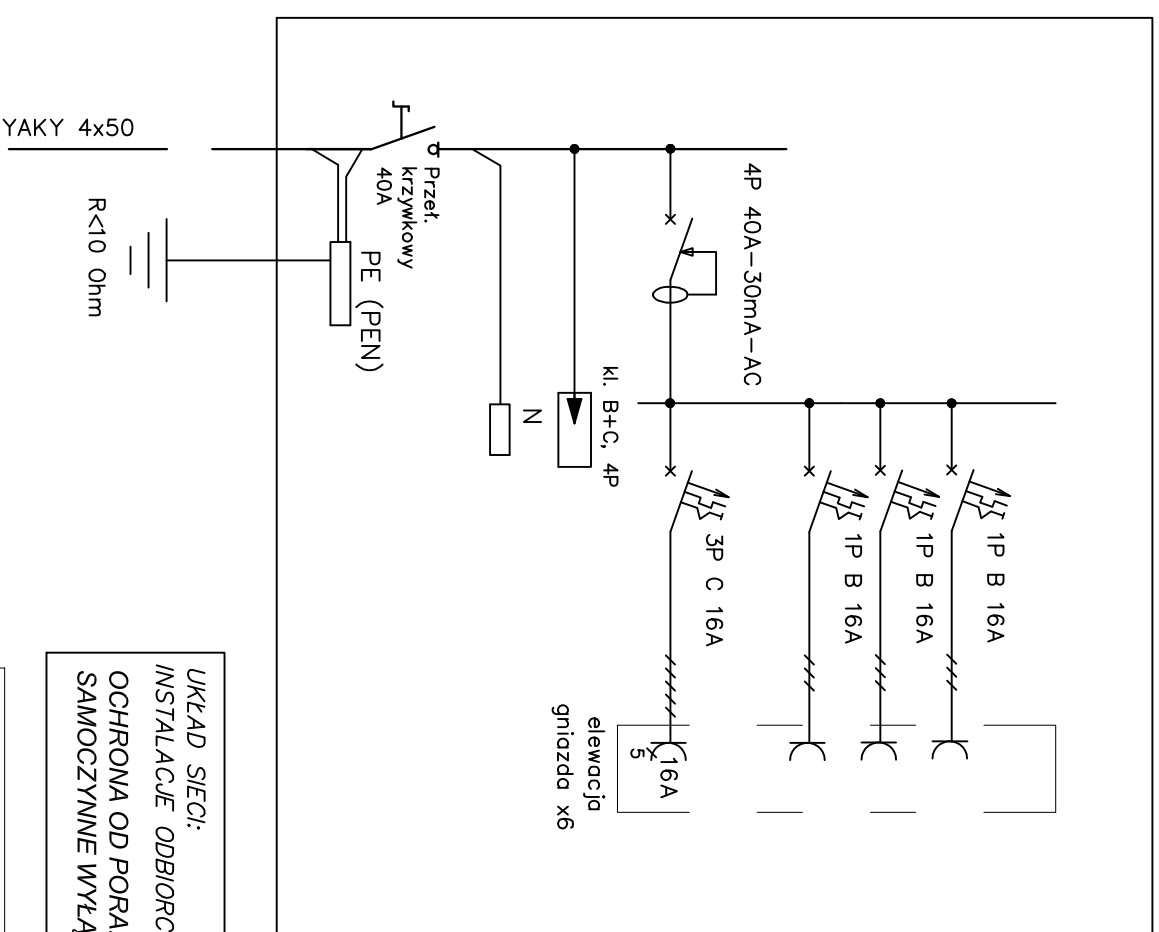 YAKY 4x50
R<10 Ohm
PE (PEN)
Przeł.
krzywkowy
40A
N
kl. B+C, 4P
4P 40A-30mA-AC
3P C 16A
1P B 16A
1P B 16A
1P B 16A
16A
5x
elewacja
gniazda x6
UKŁAD SIECI:
INSTALACJE ODBIORC
OCHRONA OD PORA
SAMOCZYNNE WYŁĄ